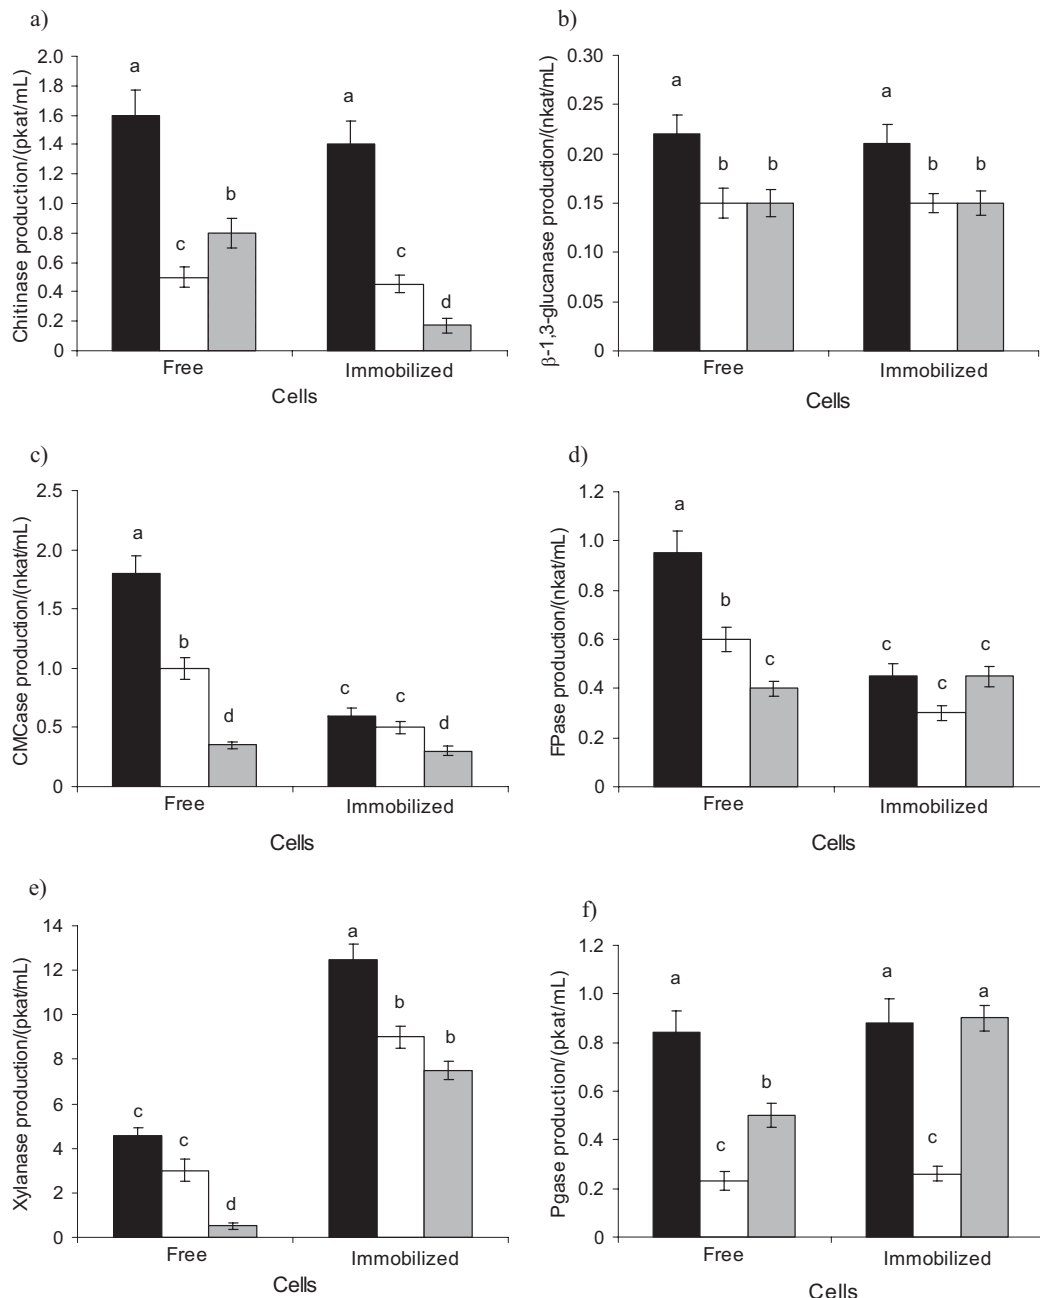 a)
Chitinase production/(pkat/mL)
2.0
1.8
1.6
1.4
1.2
1.0
0.8
0.6
0.4
0.2
0
a
c
b
a
c
d
Free
Immobilized
Cells
b)
β-1,3-glucanase production/(nkat/mL)
0.30
0.25
0.20
0.15
0.10
0.05
0
a
b
b
a
b
b
Free
Immobilized
Cells
c)
CMCase production/(nkat/mL)
2.5
2.0
1.5
1.0
0.5
0
a
b
d
c
c
d
Free
Immobilized
Cells
d)
FPase production/(nkat/mL)
1.2
1.0
0.8
0.6
0.4
0.2
0
a
b
c
c
c
c
Free
Immobilized
Cells
e)
Xylanase production/(pkat/mL)
14
12
10
8
6
4
2
0
c
c
d
a
b
b
Free
Immobilized
Cells
f)
Pgase production/(pkat/mL)
1.2
1.0
0.8
0.6
0.4
0.2
0
a
c
b
a
c
a
Free
Immobilized
Cells